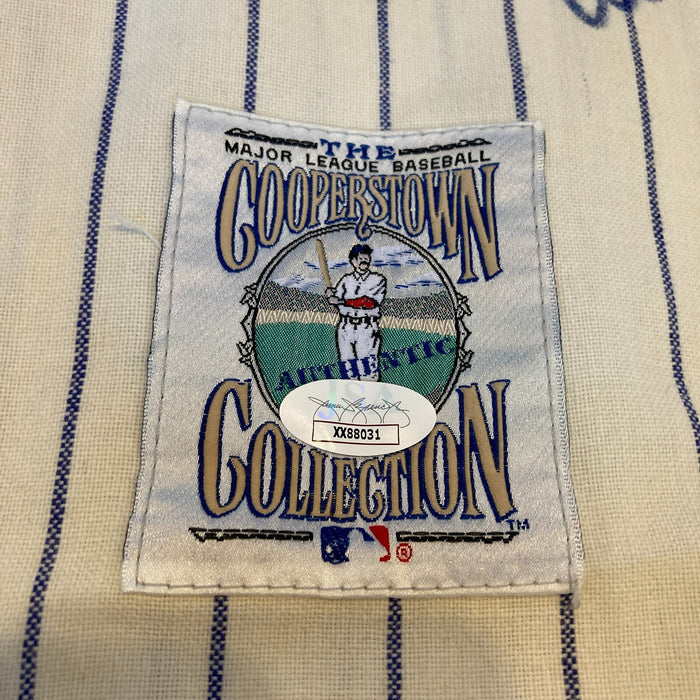 THE
MAJOR LEAGUE BASEBALL
COOPERSTOWN
AUTHENTIC
XX88031
COLLECTION
TM
®